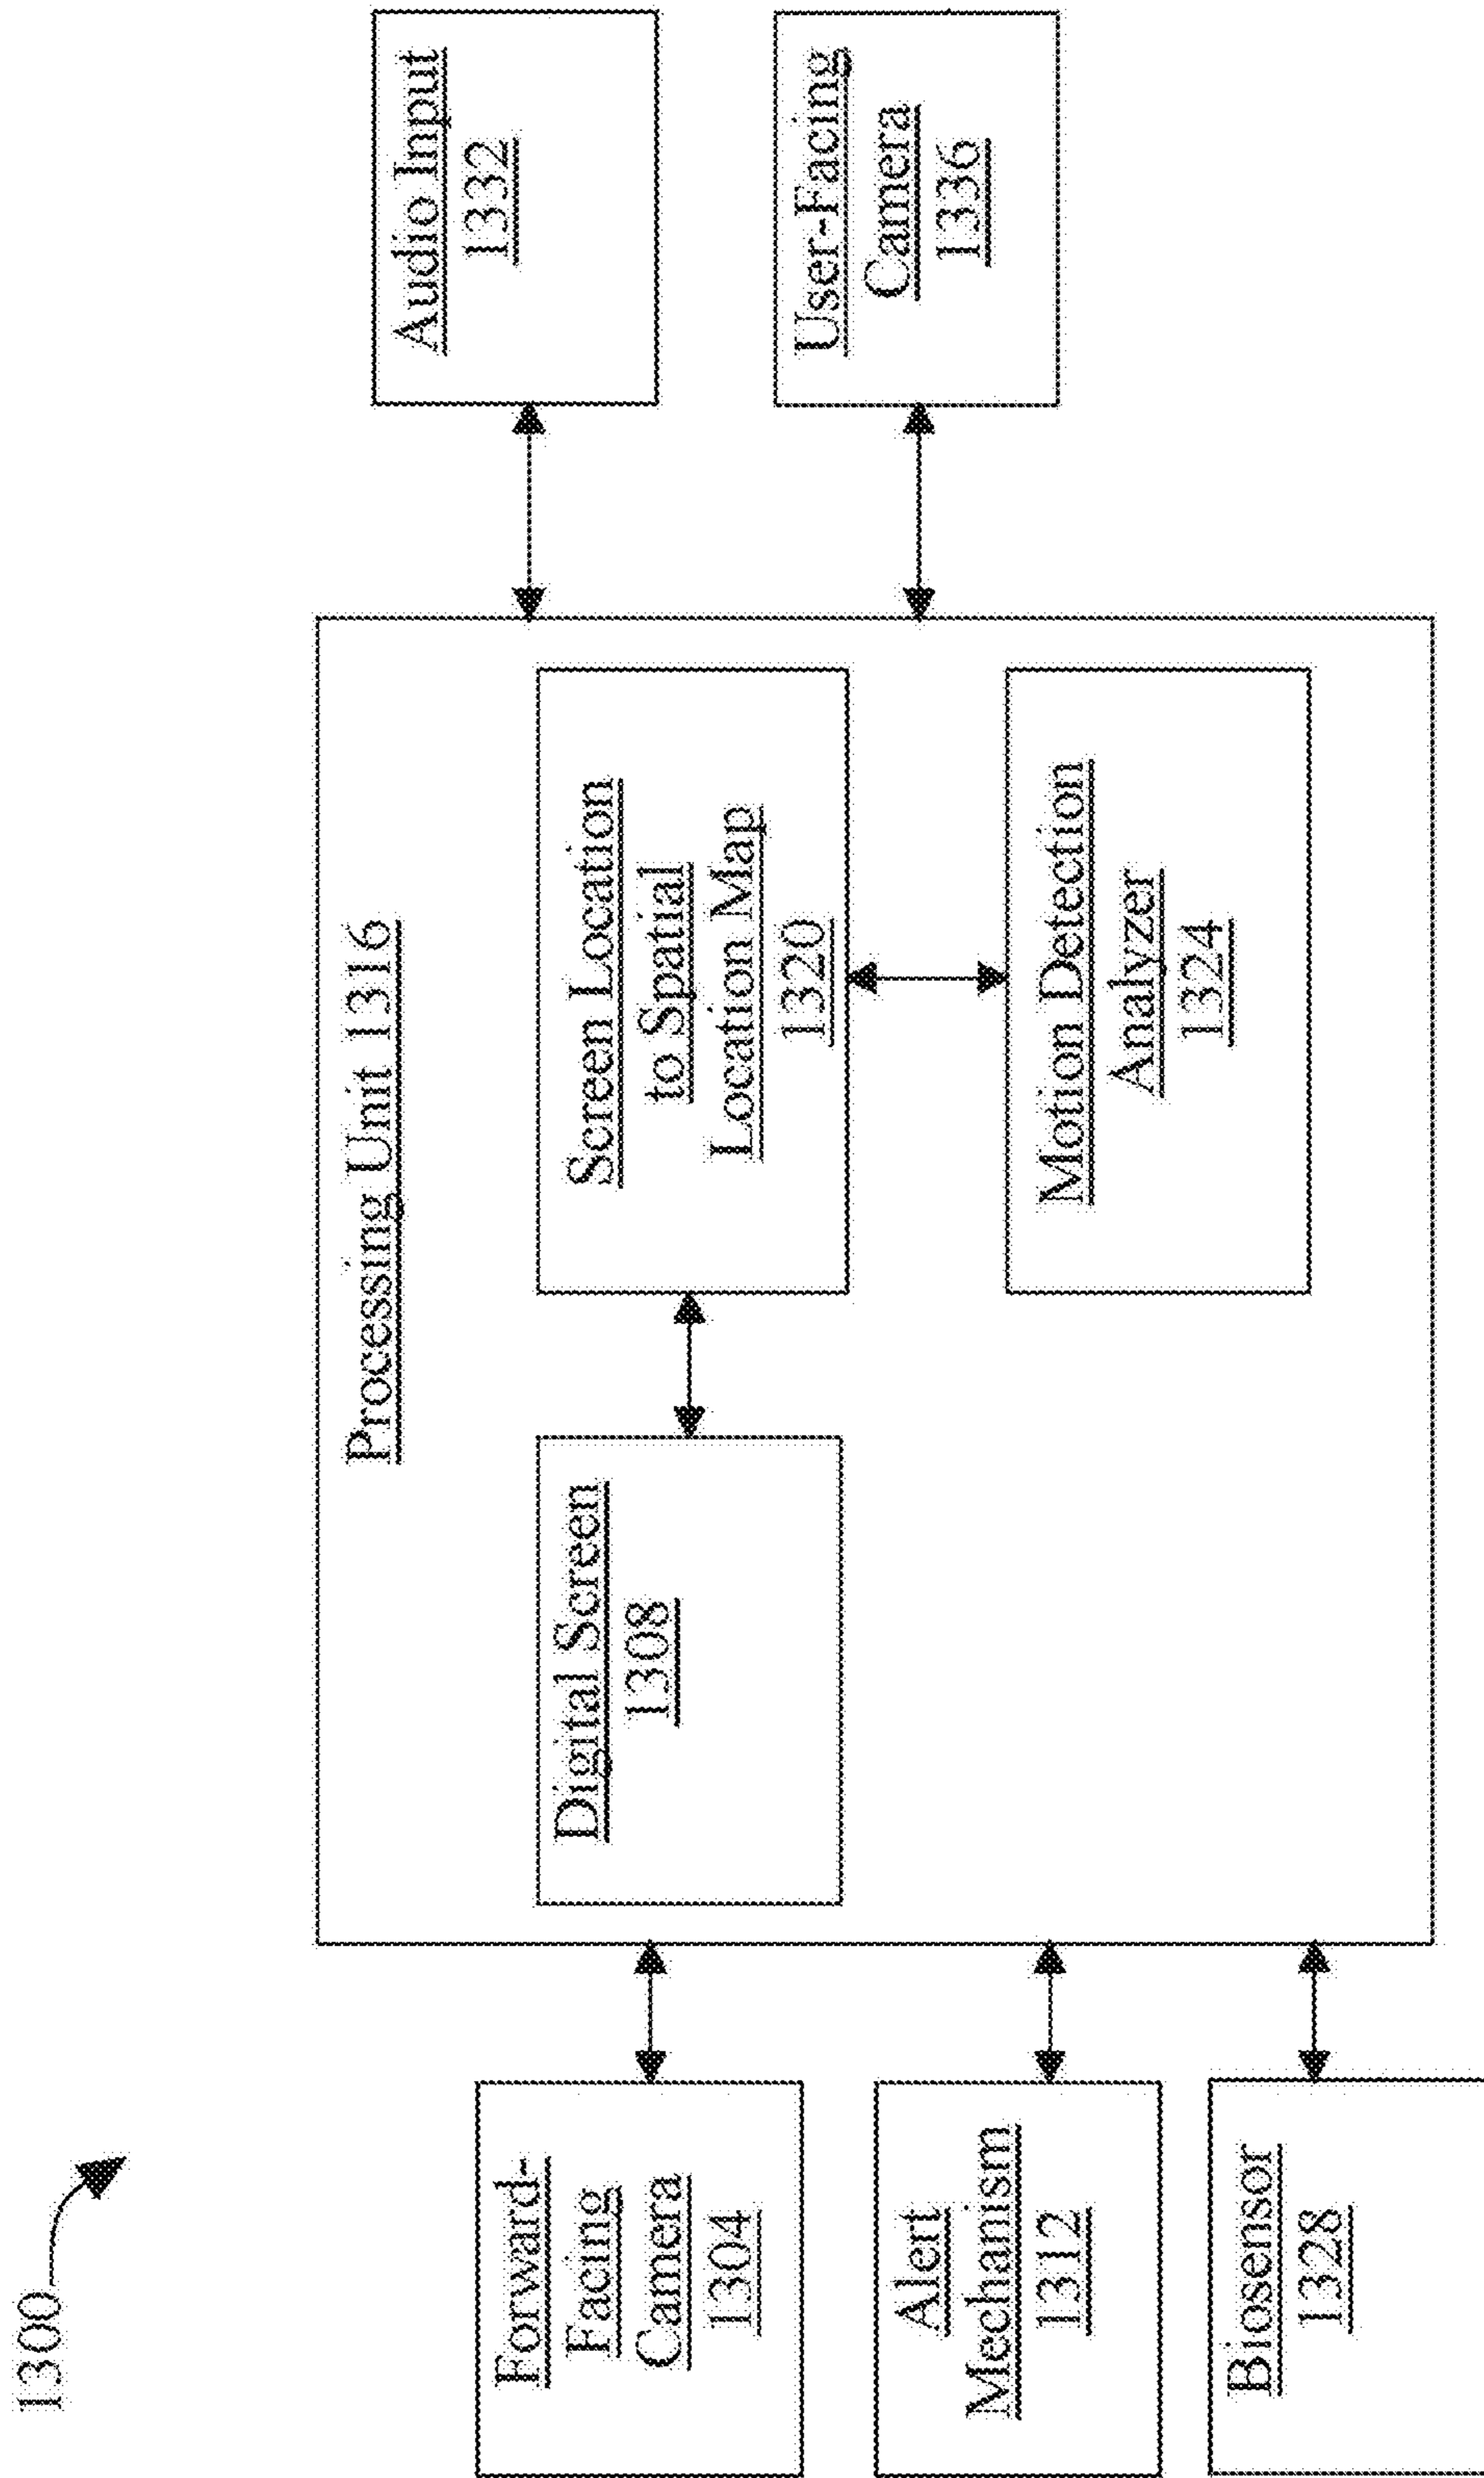 1300
Processing Unit 1316
Forward-
Facing
Camera
1304
Alert
Mechanism
1312
Biosensor
1328
Digital Screen
1308
Screen Location
to Spatial
Location Map
1320
Motion Detection
Analyzer
1324
Audio Input
1332
User-Facing
Camera
1336